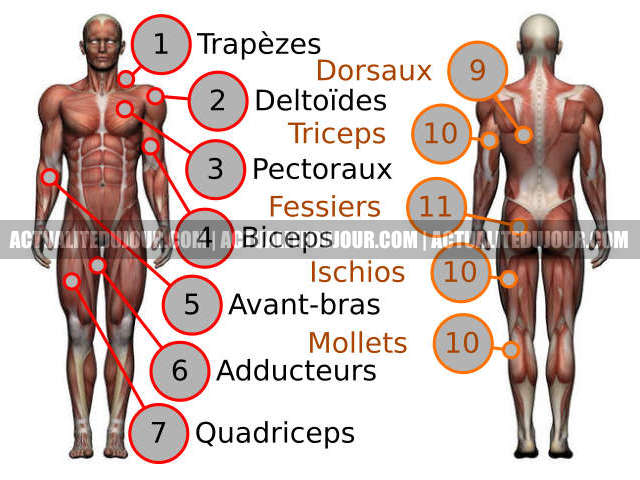 1 Trapèzes
Dorsaux 9
2 Deltoïdes
Triceps 10
3 Pectoraux
Fessiers 11
ACTUALITEDUJOUR.COM | ACTUALITEDUJOUR.COM | ACTUALITEDUJOUR.COM
4 Biceps
Ischios 10
5 Avant-bras
Mollets 10
6 Adducteurs
7 Quadriceps